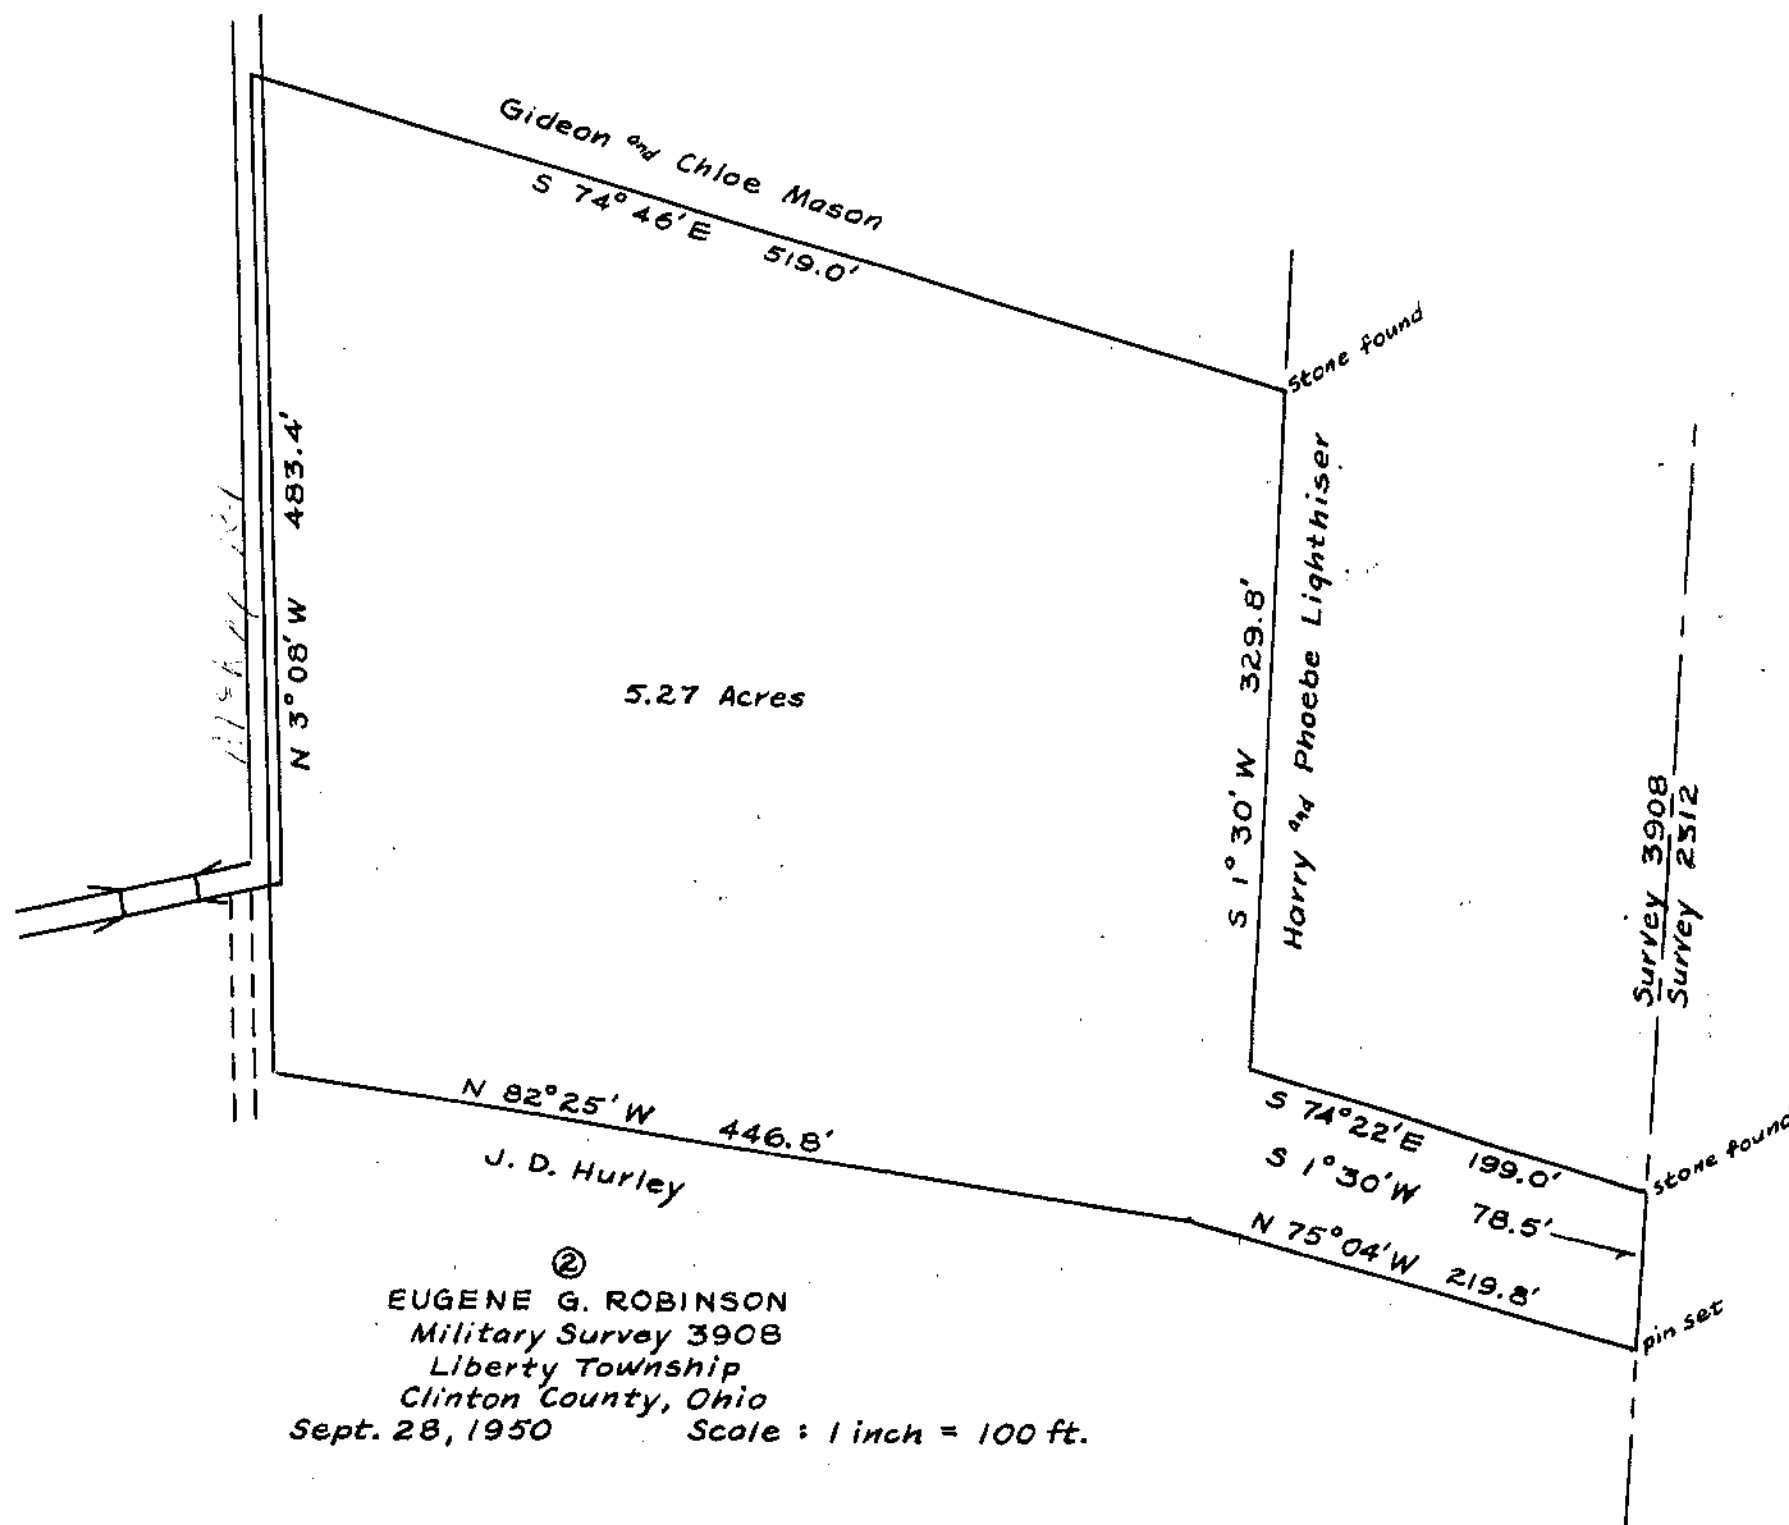 Gideon and Chloe Mason
S 74° 46' E 519.0'
Stone found
N 3° 08' W 483.4'
Harry and Phoebe Lighthiser
S 1° 30' W 329.8'
5.27 Acres
Survey 3908
Survey 2312
S 74° 22' E 199.0'
stone found
S 1° 30' W 78.5'
N 75° 04' W 219.8'
pin set
N 82° 25' W 446.8'
J. D. Hurley
②
EUGENE G. ROBINSON
Military Survey 3908
Liberty Township
Clinton County, Ohio
Sept. 28, 1950 Scale : 1 inch = 100 ft.